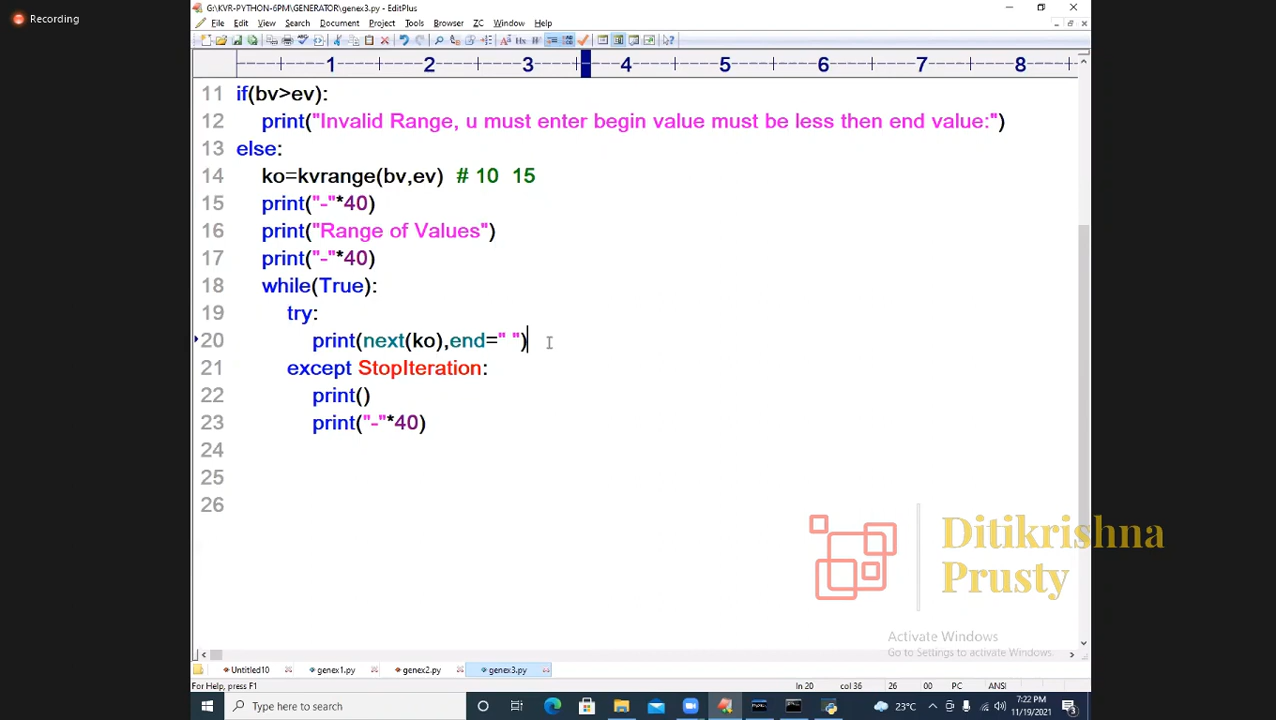 Recording
G:\KVR-PYTHON-6PM\GENERATOR\genex3.py - EditPlus
File Edit View Search Document Project Tools Browser ZC Window Help
----+----1----+----2----+----3----+----4----+----5----+----6----+----7----+----8----+
11 if(bv>ev):
12 print("Invalid Range, u must enter begin value must be less then end value:")
13 else:
14 ko=kvrange(bv,ev) # 10 15
15 print("-"*40)
16 print("Range of Values")
17 print("-"*40)
18 while(True):
19 try:
20 print(next(ko),end=" ")
21 except StopIteration:
22 print()
23 print("-"*40)
24
25
26
Ditikrishna
Prusty
Activate Windows
Go to Settings to activate Windows.
Untitled10 genex1.py genex2.py genex3.py
For Help, press F1 ln 20 col 36 26 00 PC ANSI
Type here to search
23°C
7:22 PM
11/19/2021
3